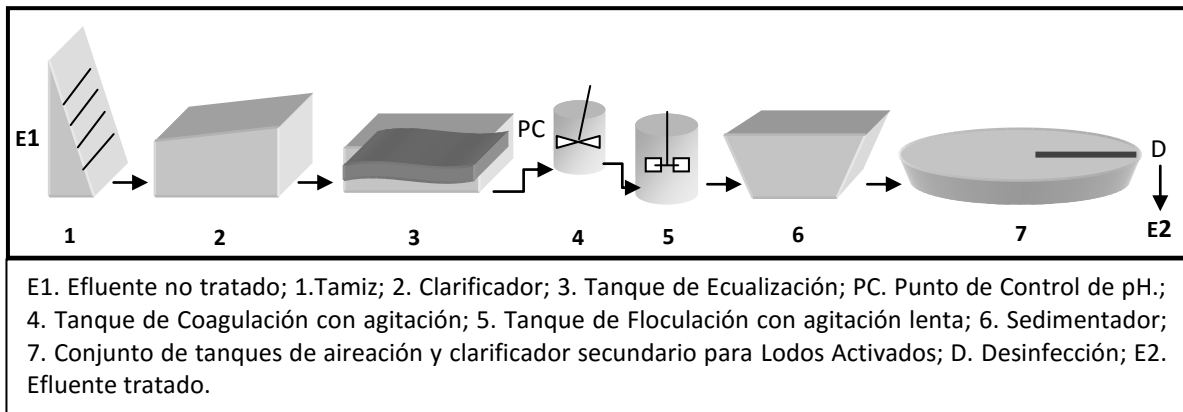 E1
PC
D
E2
1
2
3
4
5
6
7
E1. Efluente no tratado; 1.Tamiz; 2. Clarificador; 3. Tanque de Ecualización; PC. Punto de Control de pH.;
4. Tanque de Coagulación con agitación; 5. Tanque de Floculación con agitación lenta; 6. Sedimentador;
7. Conjunto de tanques de aireación y clarificador secundario para Lodos Activados; D. Desinfección; E2.
Efluente tratado.